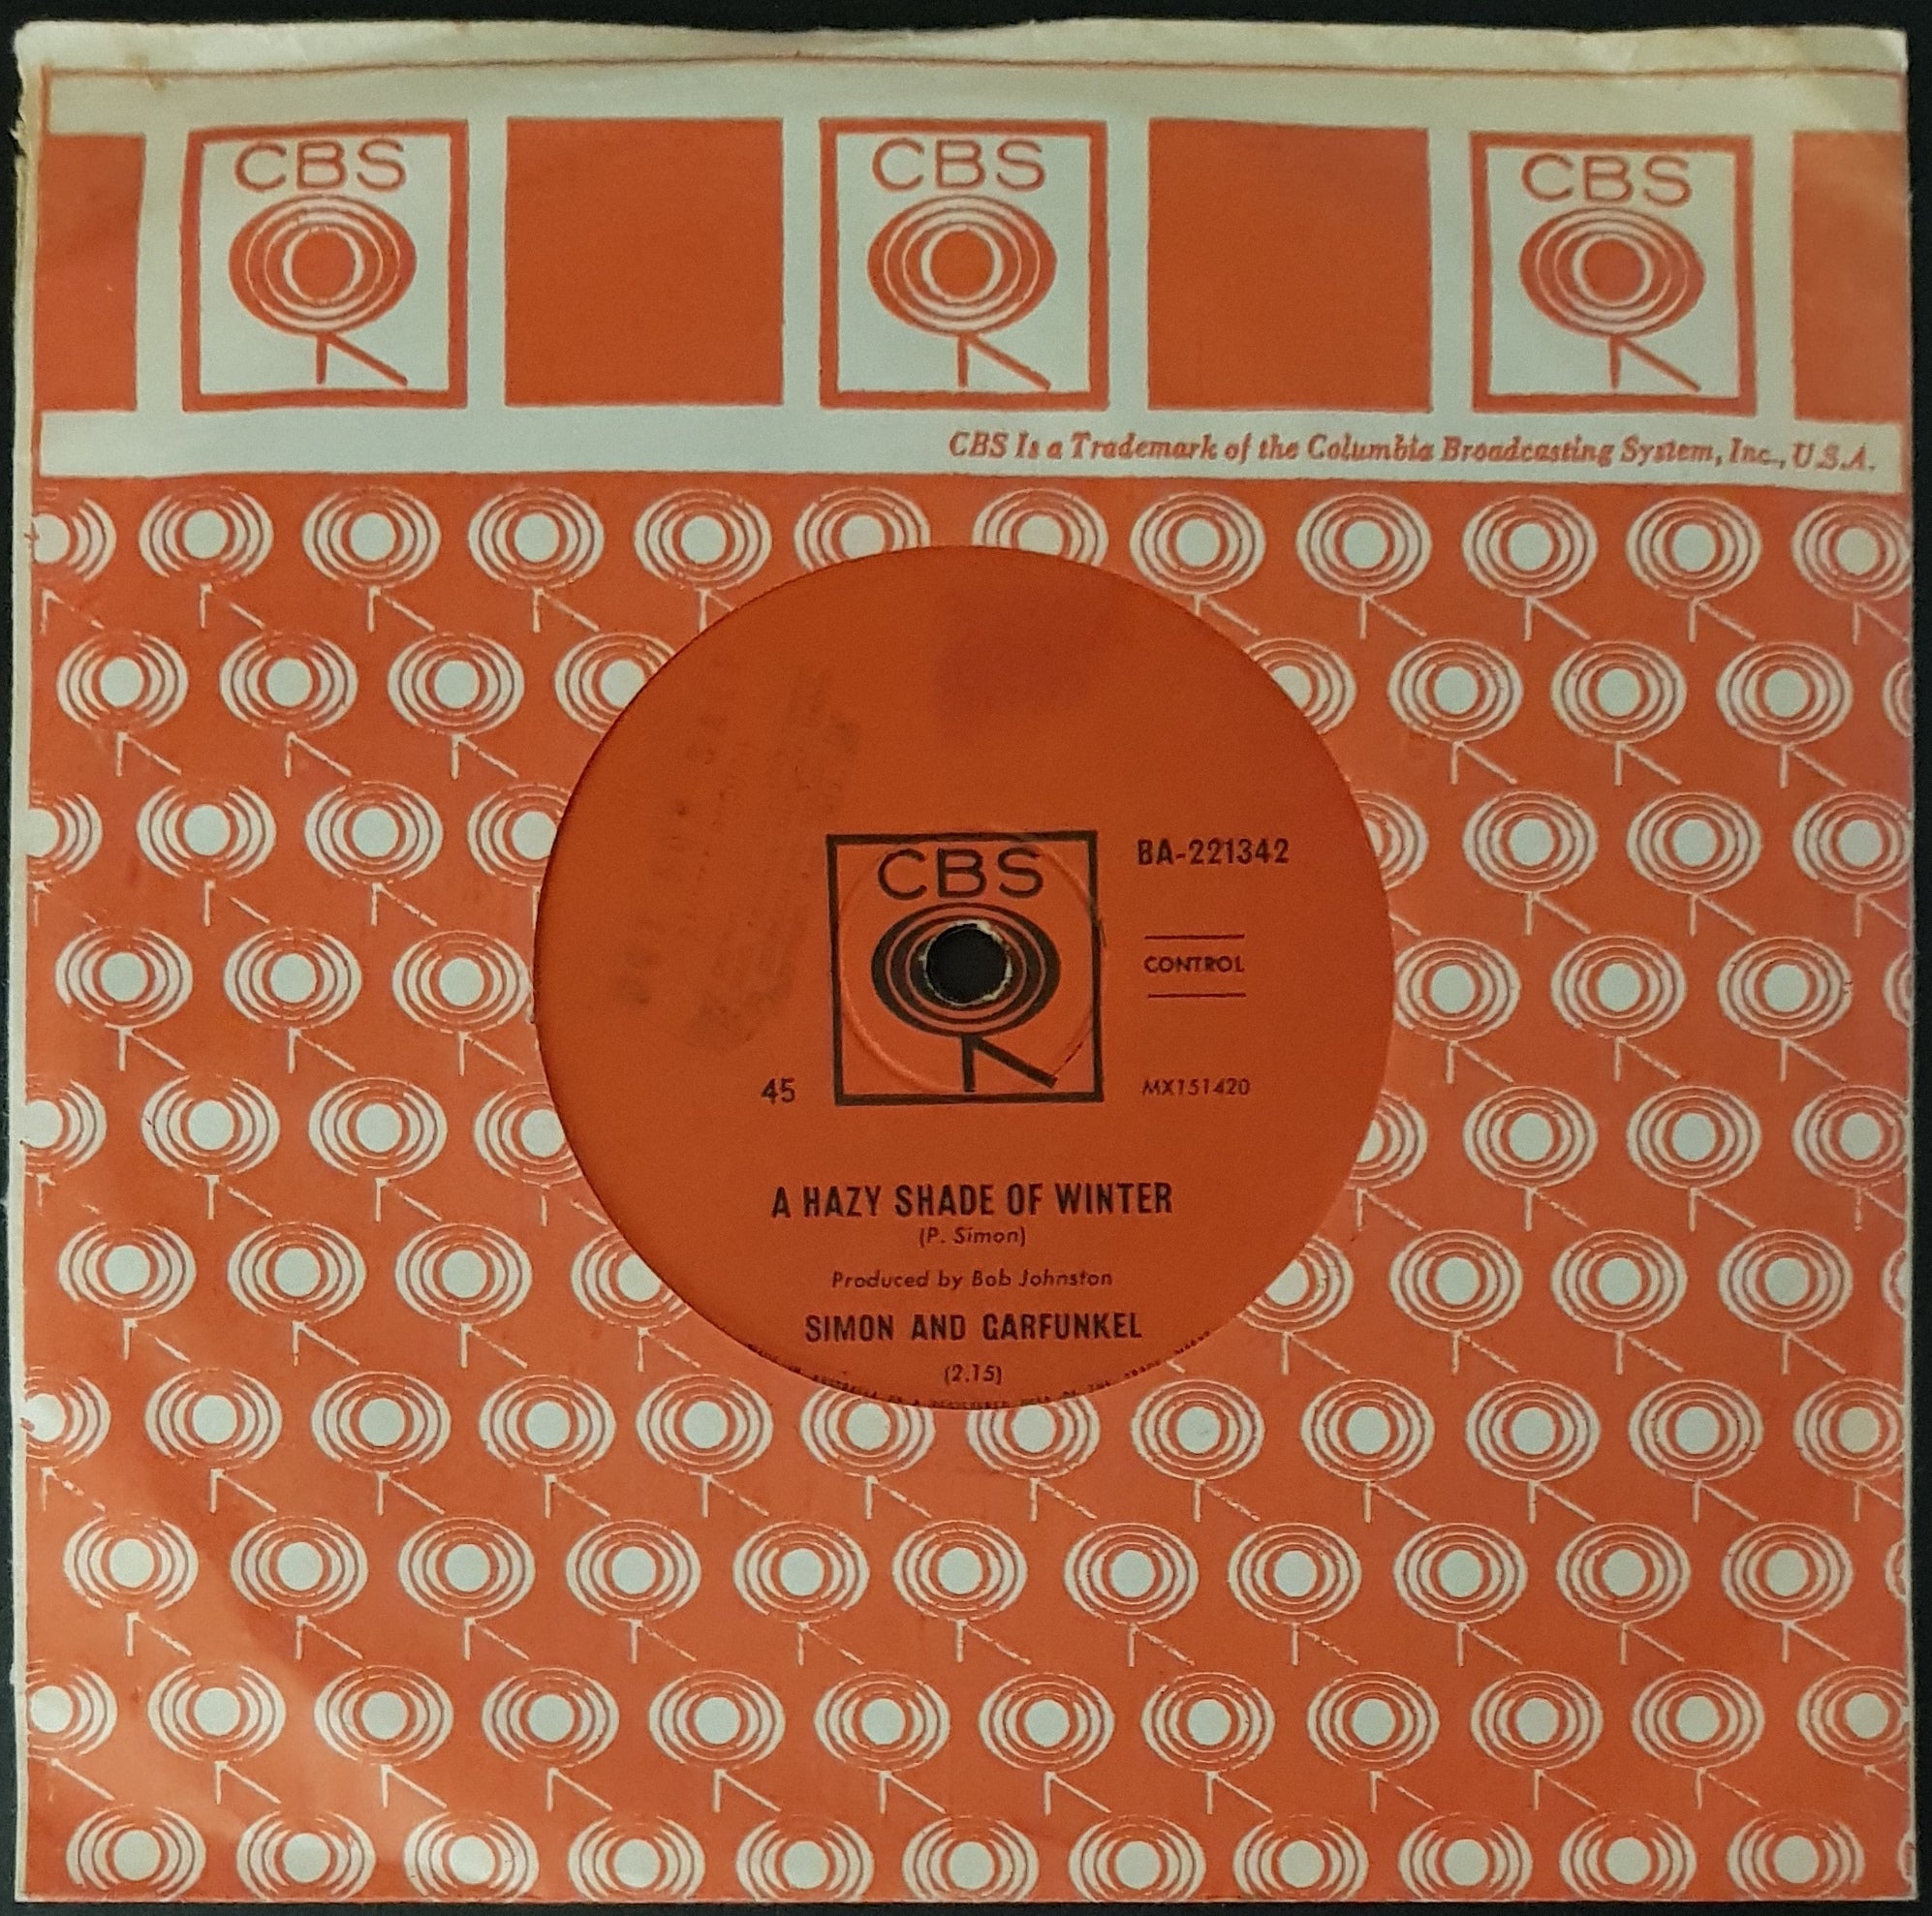 CBS CBS CBS
CBS Is a Trademark of the Columbia Broadcasting System, Inc., U.S.A.
CBS
BA-221342
CONTROL
45
MX151420
A HAZY SHADE OF WINTER
(P. Simon)
Produced by Bob Johnston
SIMON AND GARFUNKEL
(2.15)